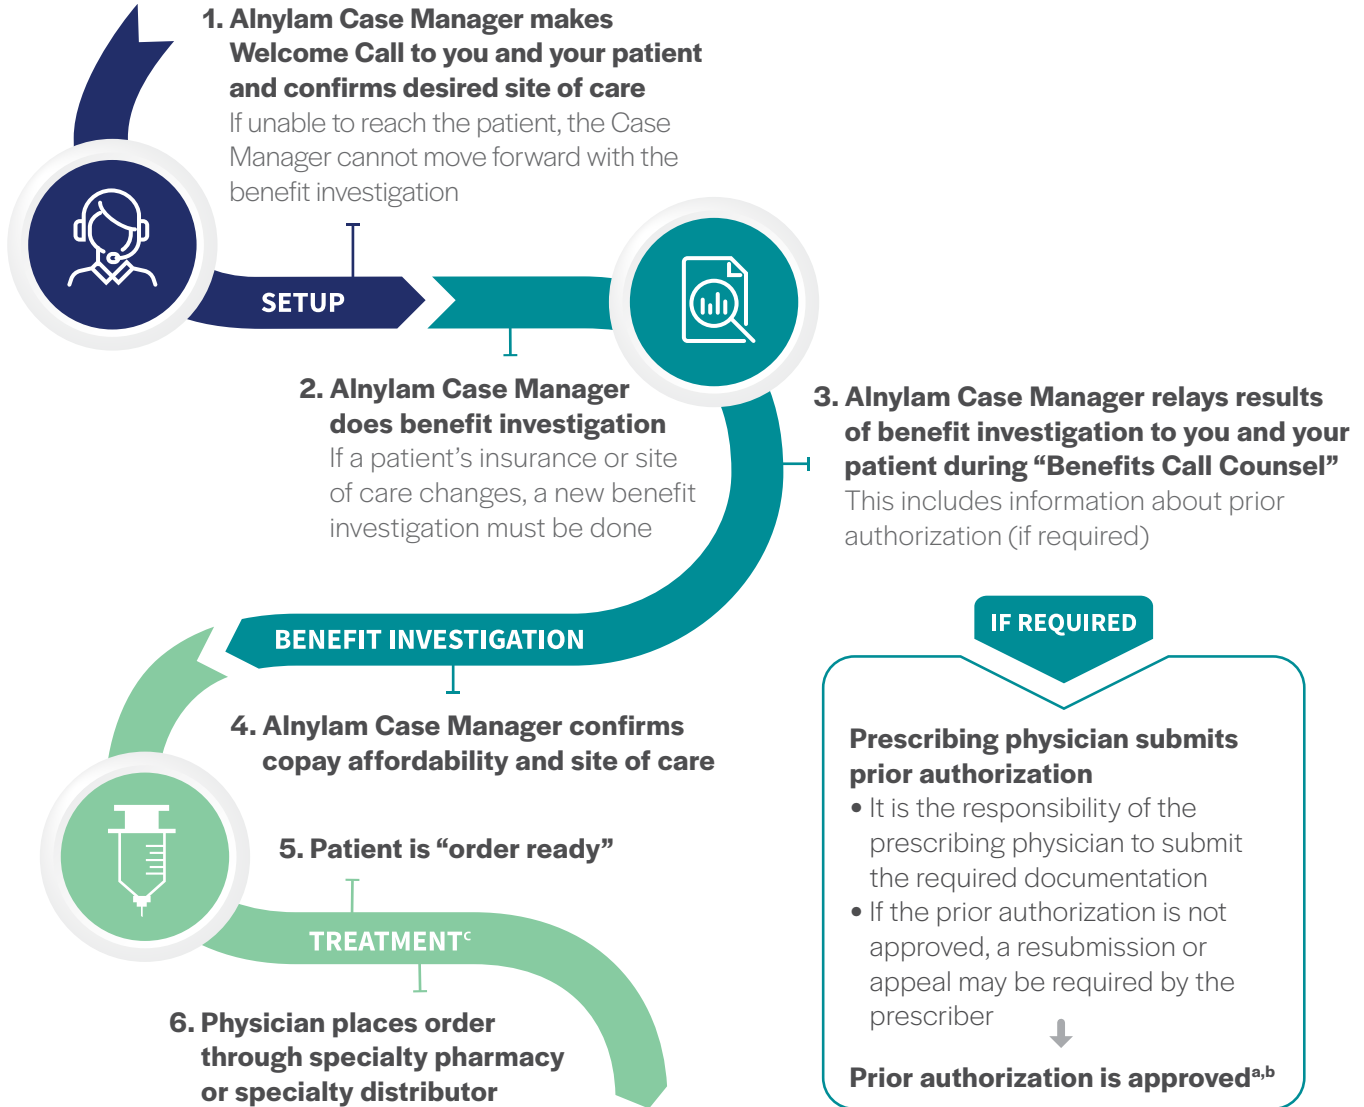 1. Alnylam Case Manager makes
Welcome Call to you and your patient
and confirms desired site of care
If unable to reach the patient, the Case
Manager cannot move forward with the
benefit investigation
SETUP
2. Alnylam Case Manager
does benefit investigation
If a patient’s insurance or site
of care changes, a new benefit
investigation must be done
3. Alnylam Case Manager relays results
of benefit investigation to you and your
patient during “Benefits Call Counsel”
This includes information about prior
authorization (if required)
IF REQUIRED
Prescribing physician submits
prior authorization
• It is the responsibility of the
prescribing physician to submit
the required documentation
• If the prior authorization is not
approved, a resubmission or
appeal may be required by the
prescriber
Prior authorization is approvedᵃ,ᵇ
BENEFIT INVESTIGATION
4. Alnylam Case Manager confirms
copay affordability and site of care
5. Patient is “order ready”
TREATMENTᶜ
6. Physician places order
through specialty pharmacy
or specialty distributor